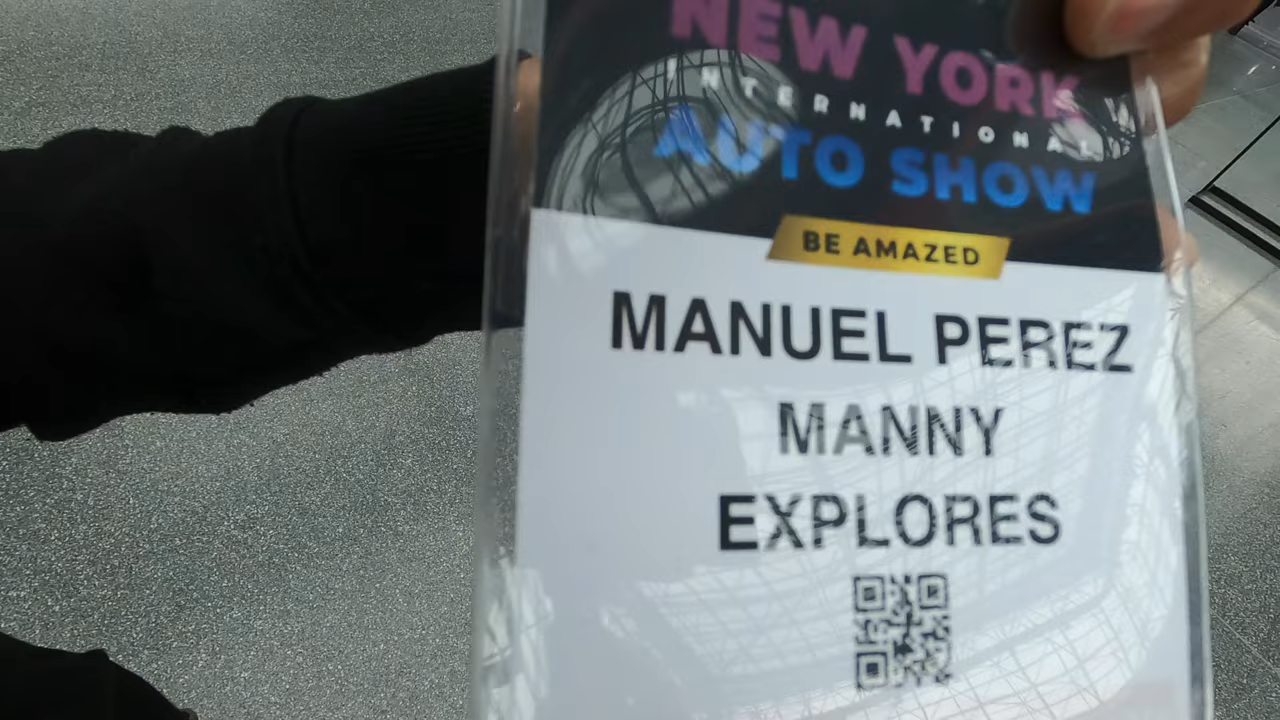 NEW YORK
INTERNATIONAL
AUTO SHOW
BE AMAZED
MANUEL PEREZ
MANNY
EXPLORES